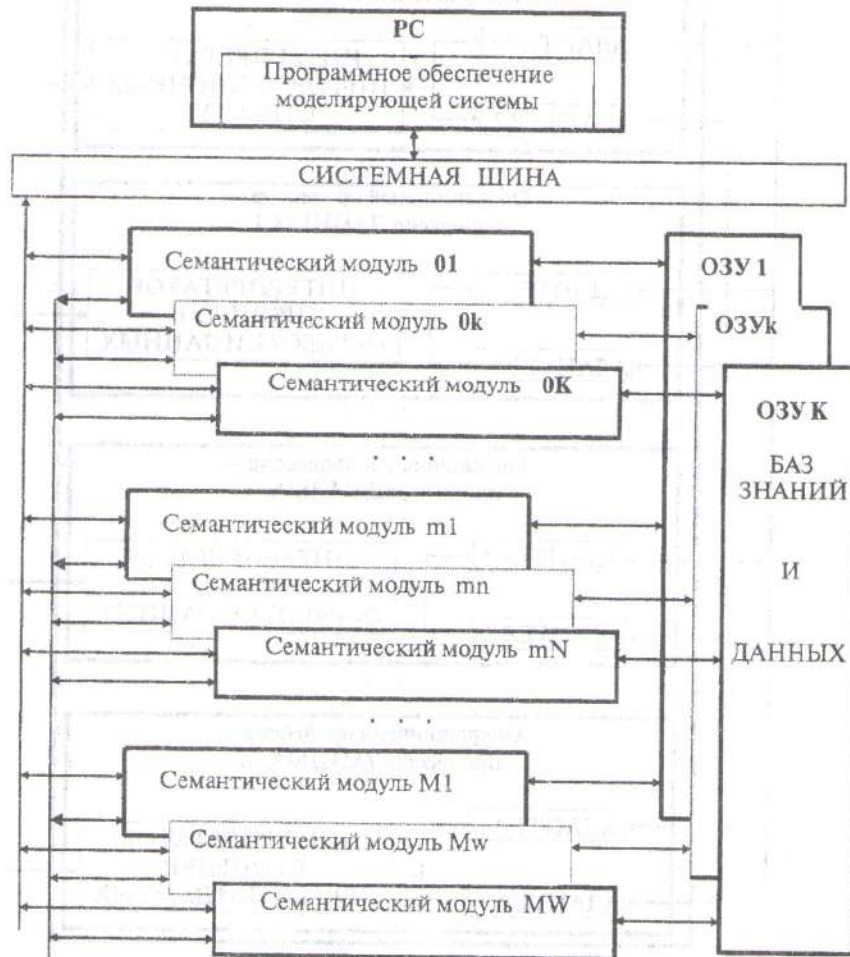 PC
Программное обеспечение
моделирующей системы
СИСТЕМНАЯ ШИНА
Семантический модуль 01
ОЗУ 1
Семантический модуль 0k
ОЗУk
Семантический модуль 0K
ОЗУ K
БАЗ
ЗНАНИЙ
И
ДАННЫХ
. . .
Семантический модуль m1
Семантический модуль mn
Семантический модуль mN
. . .
Семантический модуль M1
Семантический модуль Mw
Семантический модуль MW